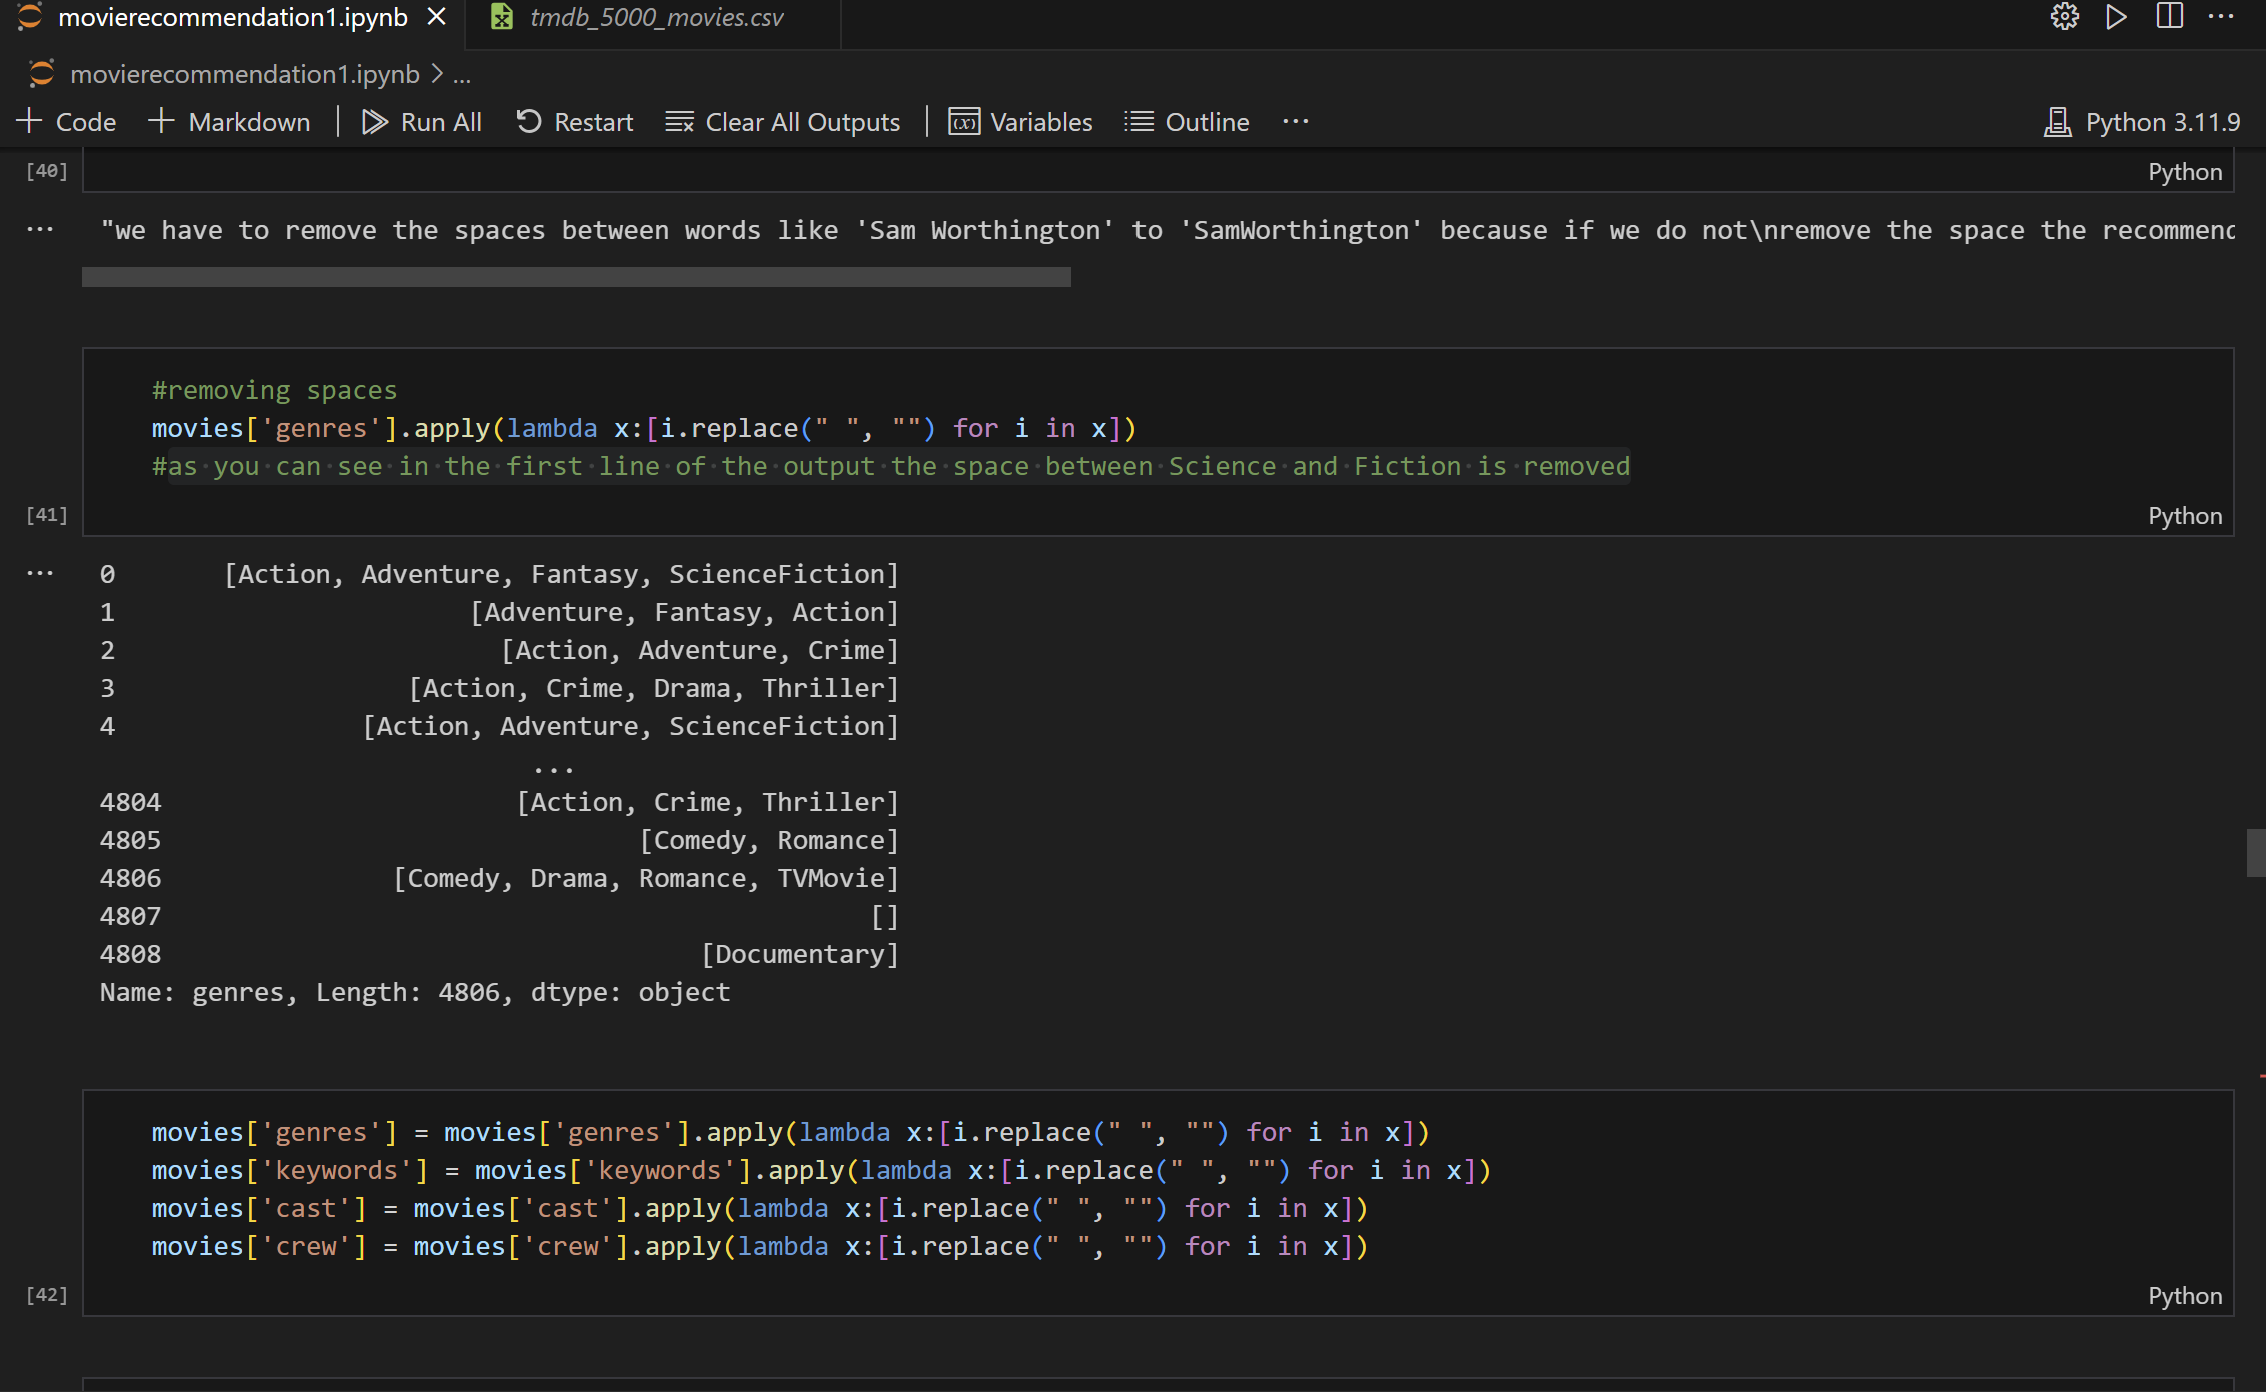 movierecommendation1.ipynb tmdb_5000_movies.csv
movierecommendation1.ipynb > ...
Code Markdown Run All Restart Clear All Outputs Variables Outline ... Python 3.11.9
[40] Python
"we have to remove the spaces between words like 'Sam Worthington' to 'SamWorthington' because if we do not\nremove the space the recommend
#removing spaces
movies['genres'].apply(lambda x:[i.replace(" ", "") for i in x])
#as you can see in the first line of the output the space between Science and Fiction is removed
[41] Python
0 [Action, Adventure, Fantasy, ScienceFiction]
1 [Adventure, Fantasy, Action]
2 [Action, Adventure, Crime]
3 [Action, Crime, Drama, Thriller]
4 [Action, Adventure, ScienceFiction]
...
4804 [Action, Crime, Thriller]
4805 [Comedy, Romance]
4806 [Comedy, Drama, Romance, TVMovie]
4807 []
4808 [Documentary]
Name: genres, Length: 4806, dtype: object
movies['genres'] = movies['genres'].apply(lambda x:[i.replace(" ", "") for i in x])
movies['keywords'] = movies['keywords'].apply(lambda x:[i.replace(" ", "") for i in x])
movies['cast'] = movies['cast'].apply(lambda x:[i.replace(" ", "") for i in x])
movies['crew'] = movies['crew'].apply(lambda x:[i.replace(" ", "") for i in x])
[42] Python